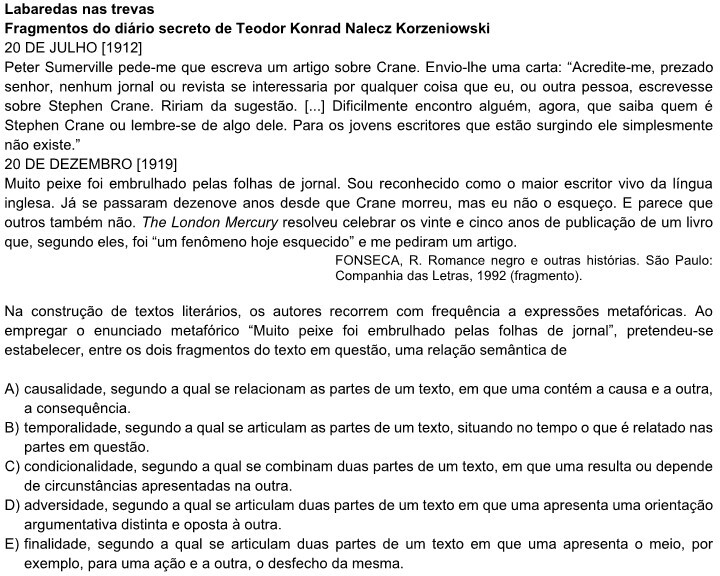 Labaredas nas trevas
Fragmentos do diário secreto de Teodor Konrad Nalecz Korzeniowski
20 DE JULHO [1912]
Peter Sumerville pede-me que escreva um artigo sobre Crane. Envio-lhe uma carta: “Acredite-me, prezado
senhor, nenhum jornal ou revista se interessaria por qualquer coisa que eu, ou outra pessoa, escrevesse
sobre Stephen Crane. Ririam da sugestão. [...] Dificilmente encontro alguém, agora, que saiba quem é
Stephen Crane ou lembre-se de algo dele. Para os jovens escritores que estão surgindo ele simplesmente
não existe.”
20 DE DEZEMBRO [1919]
Muito peixe foi embrulhado pelas folhas de jornal. Sou reconhecido como o maior escritor vivo da língua
inglesa. Já se passaram dezenove anos desde que Crane morreu, mas eu não o esqueço. E parece que
outros também não. The London Mercury resolveu celebrar os vinte e cinco anos de publicação de um livro
que, segundo eles, foi “um fenômeno hoje esquecido” e me pediram um artigo.
FONSECA, R. Romance negro e outras histórias. São Paulo:
Companhia das Letras, 1992 (fragmento).
Na construção de textos literários, os autores recorrem com frequência a expressões metafóricas. Ao
empregar o enunciado metafórico “Muito peixe foi embrulhado pelas folhas de jornal”, pretendeu-se
estabelecer, entre os dois fragmentos do texto em questão, uma relação semântica de
A) causalidade, segundo a qual se relacionam as partes de um texto, em que uma contém a causa e a outra,
a consequência.
B) temporalidade, segundo a qual se articulam as partes de um texto, situando no tempo o que é relatado nas
partes em questão.
C) condicionalidade, segundo a qual se combinam duas partes de um texto, em que uma resulta ou depende
de circunstâncias apresentadas na outra.
D) adversidade, segundo a qual se articulam duas partes de um texto em que uma apresenta uma orientação
argumentativa distinta e oposta à outra.
E) finalidade, segundo a qual se articulam duas partes de um texto em que uma apresenta o meio, por
exemplo, para uma ação e a outra, o desfecho da mesma.